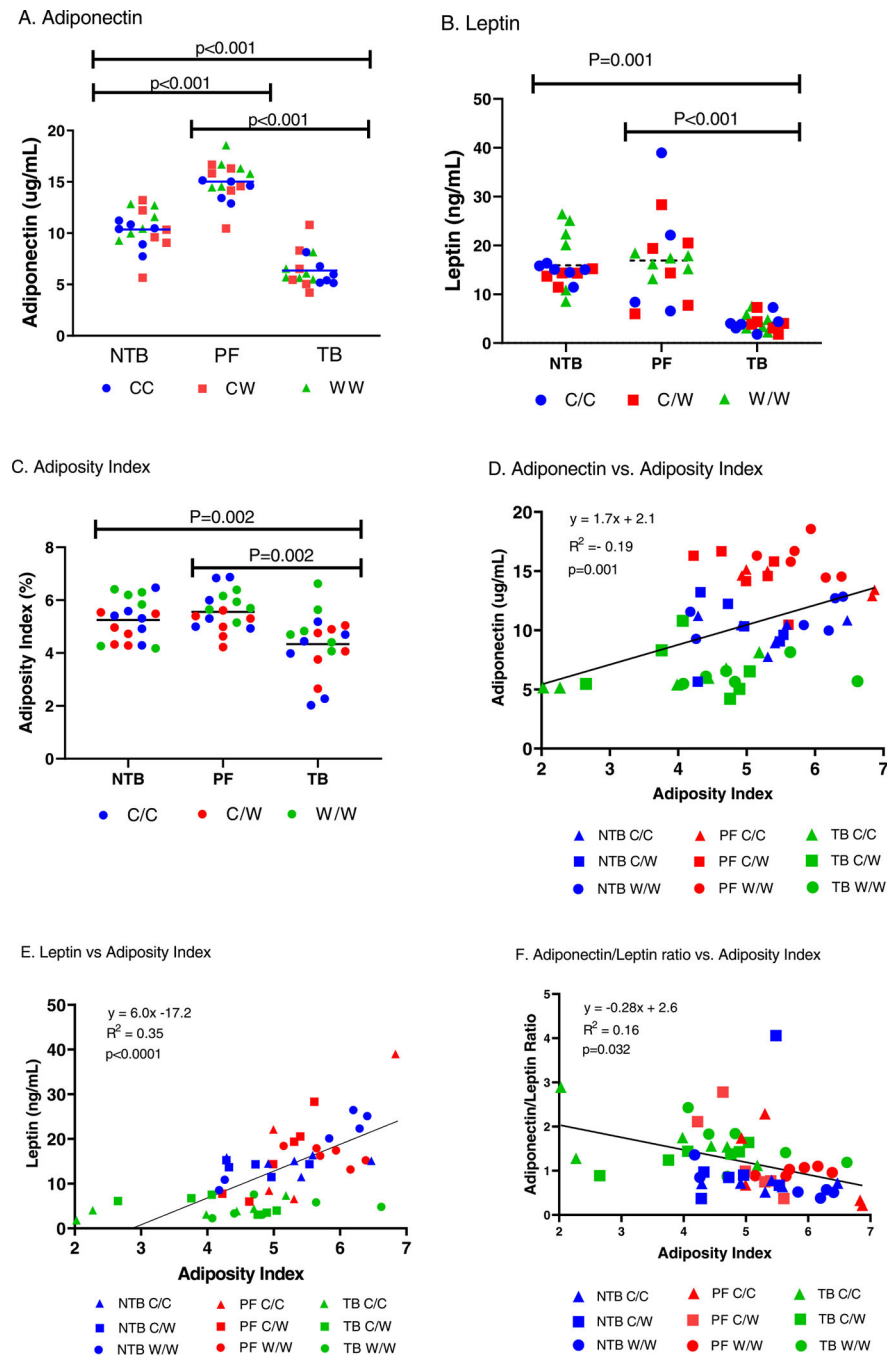 A. Adiponectin
p<0.001
p<0.001
p<0.001
Adiponectin (ug/mL)
20
15
10
5
0
NTB PF TB
CC CW WW
B. Leptin
P=0.001
P<0.001
Leptin (ng/mL)
50
40
30
20
10
0
NTB PF TB
C/C C/W W/W
C. Adiposity Index
P=0.002
P=0.002
Adiposity Index (%)
8
6
4
2
0
NTB PF TB
C/C C/W W/W
D. Adiponectin vs. Adiposity Index
y = 1.7x + 2.1
R² =- 0.19
p=0.001
Adiponectin (ug/mL)
20
15
10
5
0
2 4 5 6 7
Adiposity Index
NTB C/C PF C/C TB C/C
NTB C/W PF C/W TB C/W
NTB W/W PF W/W TB W/W
E. Leptin vs Adiposity Index
y = 6.0x -17.2
R² = 0.35
p<0.0001
Leptin (ng/mL)
50
40
30
20
10
0
2 3 4 5 6 7
Adiposity Index
NTB C/C PF C/C TB C/C
NTB C/W PF C/W TB C/W
NTB W/W PF W/W TB W/W
F. Adiponectin/Leptin ratio vs. Adiposity Index
y = -0.28x + 2.6
R² = 0.16
p=0.032
Adiponectin/Leptin Ratio
5
4
3
2
1
0
2 3 4 5 6 7
Adiposity Index
NTB C/C PF C/C TB C/C
NTB C/W PF C/W TB C/W
NTB W/W PF W/W TB W/W